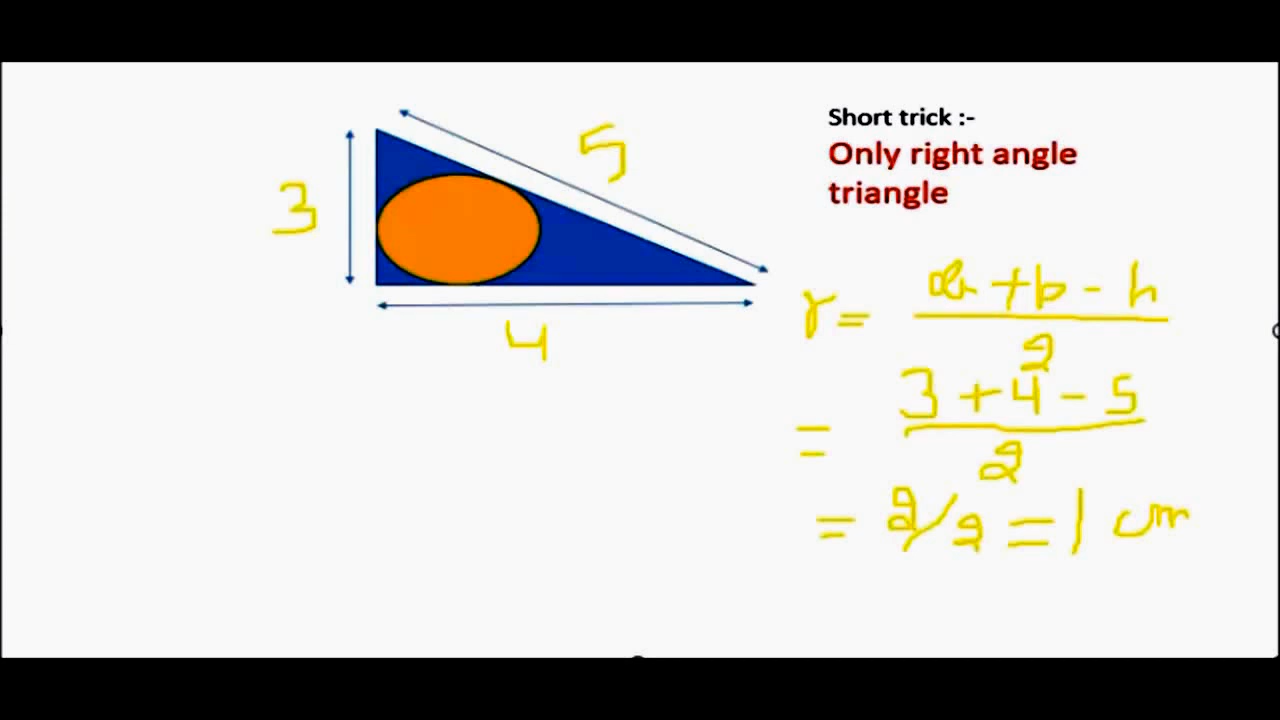 3
5
4
Short trick :-
Only right angle
triangle
r = a + b - h / 2
= 3 + 4 - 5 / 2
= 2/2 = 1 cm